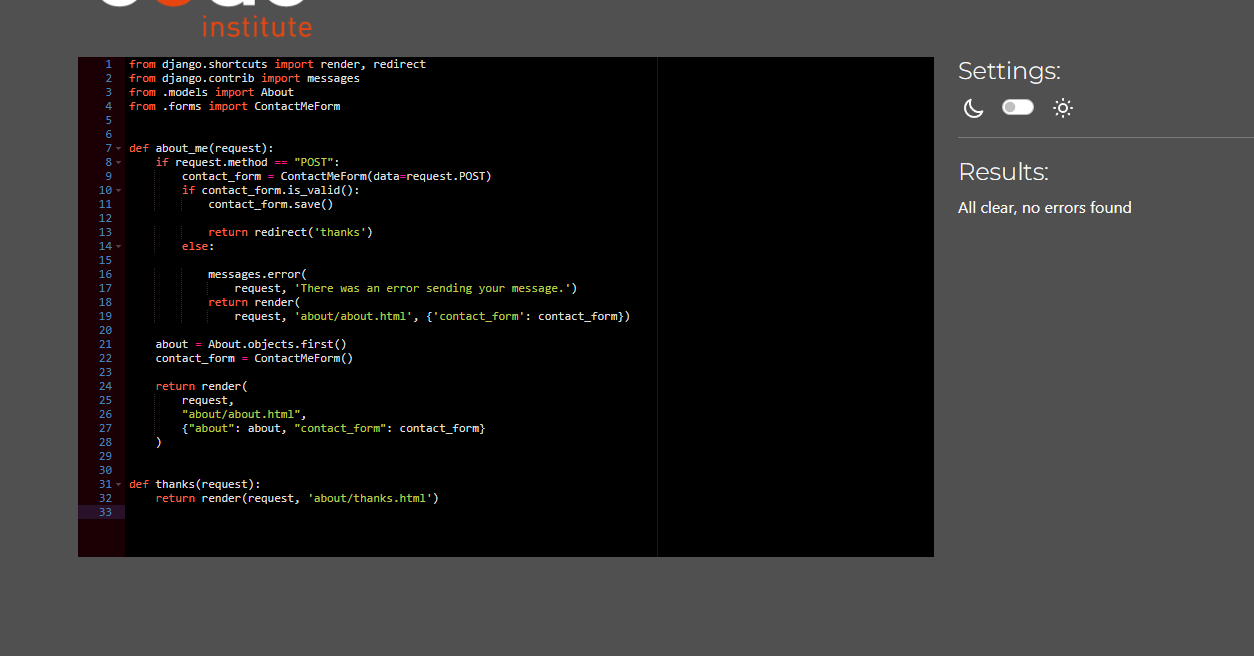 institute
1 from django.shortcuts import render, redirect
2 from django.contrib import messages
3 from .models import About
4 from .forms import ContactMeForm
5
6
7 def about_me(request):
8     if request.method == "POST":
9         contact_form = ContactMeForm(data=request.POST)
10         if contact_form.is_valid():
11             contact_form.save()
12
13             return redirect('thanks')
14         else:
15
16             messages.error(
17                 request, 'There was an error sending your message.')
18             return render(
19                 request, 'about/about.html', {'contact_form': contact_form})
20
21     about = About.objects.first()
22     contact_form = ContactMeForm()
23
24     return render(
25         request,
26         "about/about.html",
27         {"about": about, "contact_form": contact_form}
28     )
29
30
31 def thanks(request):
32     return render(request, 'about/thanks.html')
33
Settings:
Results:
All clear, no errors found